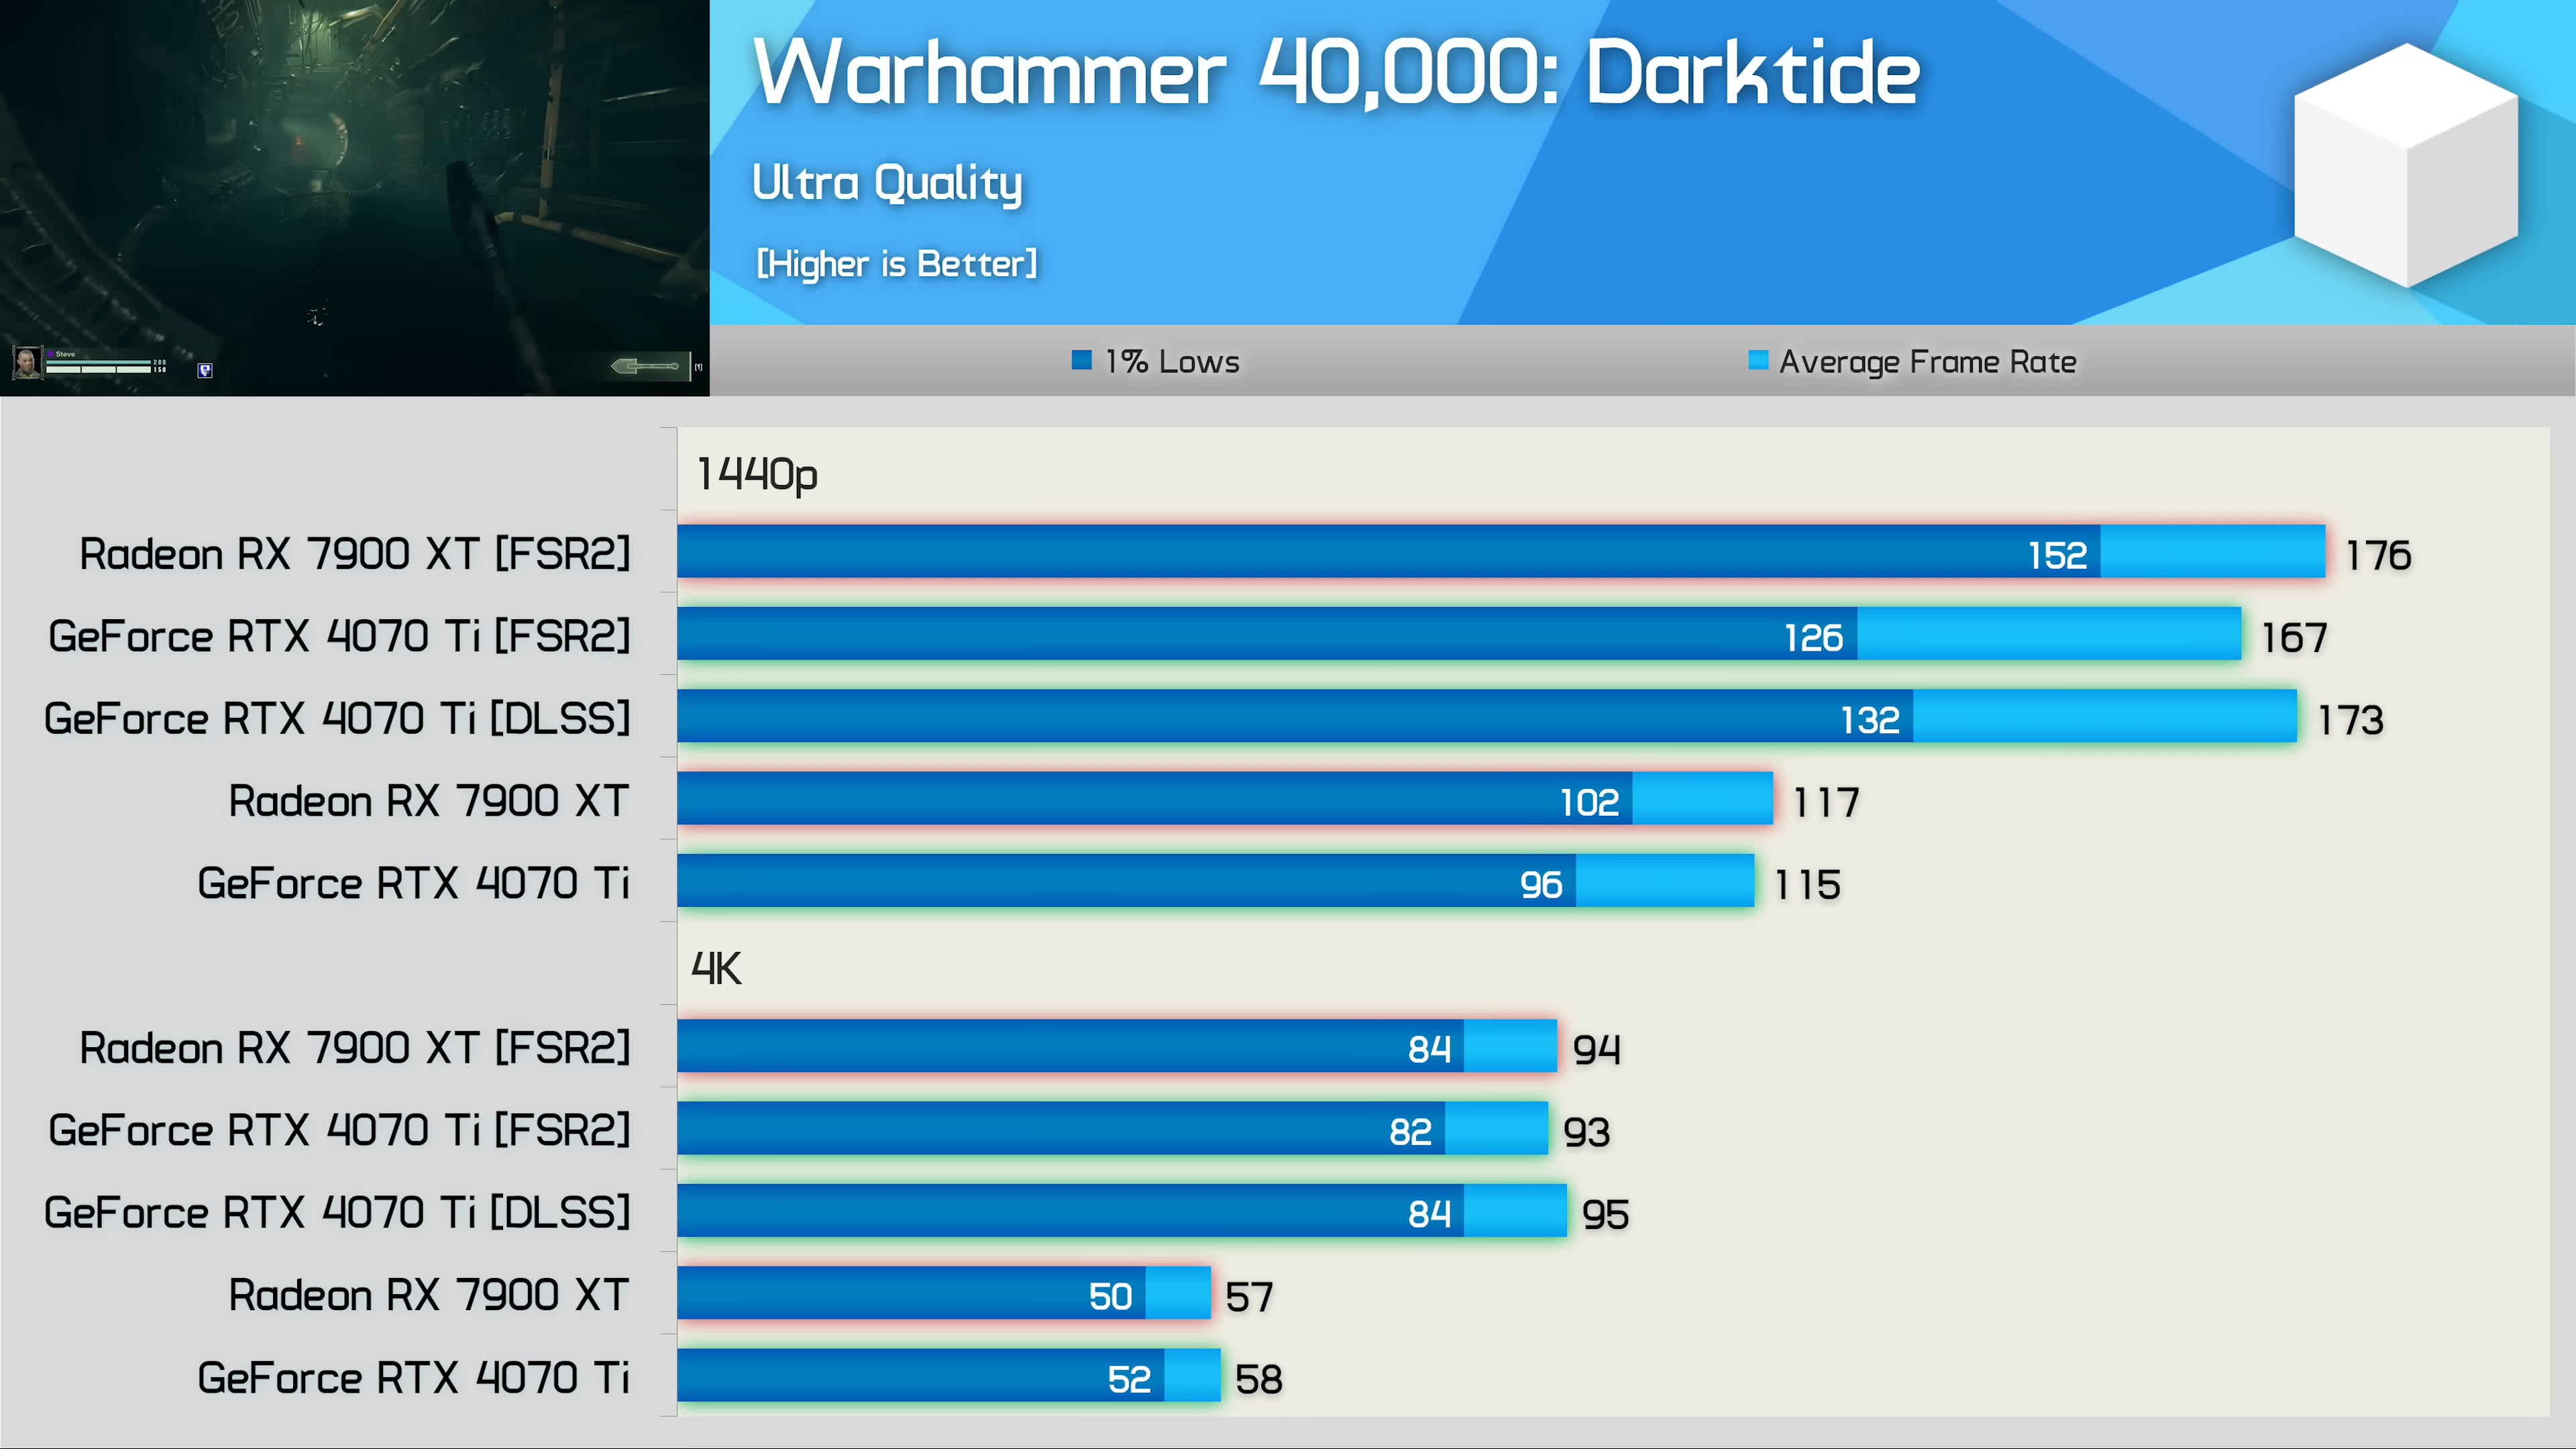 Warhammer 40,000: Darktide
Ultra Quality
[Higher is Better]
Steve
200
150
[1]
1% Lows
Average Frame Rate
1440p
Radeon RX 7900 XT [FSR2] 152 176
GeForce RTX 4070 Ti [FSR2] 126 167
GeForce RTX 4070 Ti [DLSS] 132 173
Radeon RX 7900 XT 102 117
GeForce RTX 4070 Ti 96 115
4K
Radeon RX 7900 XT [FSR2] 84 94
GeForce RTX 4070 Ti [FSR2] 82 93
GeForce RTX 4070 Ti [DLSS] 84 95
Radeon RX 7900 XT 50 57
GeForce RTX 4070 Ti 52 58